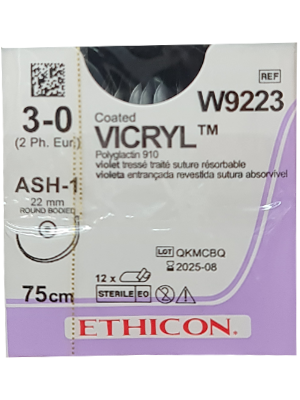 REF
W9223
3-0
(2 Ph. Eur.)
Coated
VICRYL™
Polyglactin 910
violet tressé traité suture résorbable
violeta entrançada revestida sutura absorvível
ASH-1
22 mm
ROUND BODIED
LOT QKMCBQ
2025-08
12 x
STERILE EO
75cm
ETHICON